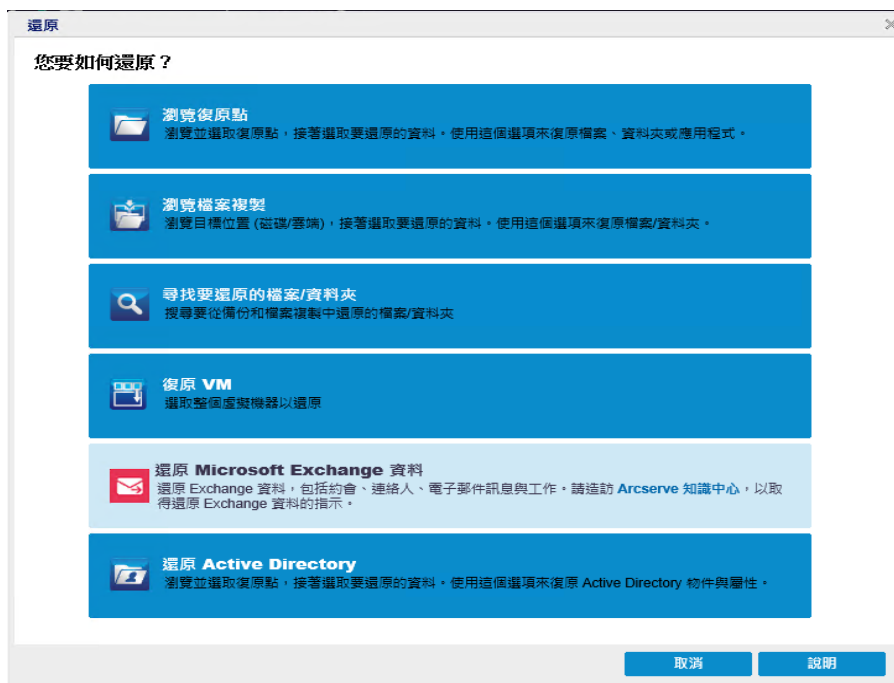 還原
您要如何還原？
瀏覽復原點
瀏覽並選取復原點，接著選取要還原的資料。使用這個選項來復原檔案、資料夾或應用程式。
瀏覽檔案複製
瀏覽目標位置 (磁碟/雲端)，接著選取要還原的資料。使用這個選項來復原檔案/資料夾。
尋找要還原的檔案/資料夾
搜尋要從備份和檔案複製中還原的檔案/資料夾
復原 VM
選取整個虛擬機器以還原
還原 Microsoft Exchange 資料
還原 Exchange 資料，包括約會、連絡人、電子郵件訊息與工作。請造訪 Arcserve 知識中心，以取
得還原 Exchange 資料的指示。
還原 Active Directory
瀏覽並選取復原點，接著選取要還原的資料。使用這個選項來復原 Active Directory 物件與屬性。
取消
說明